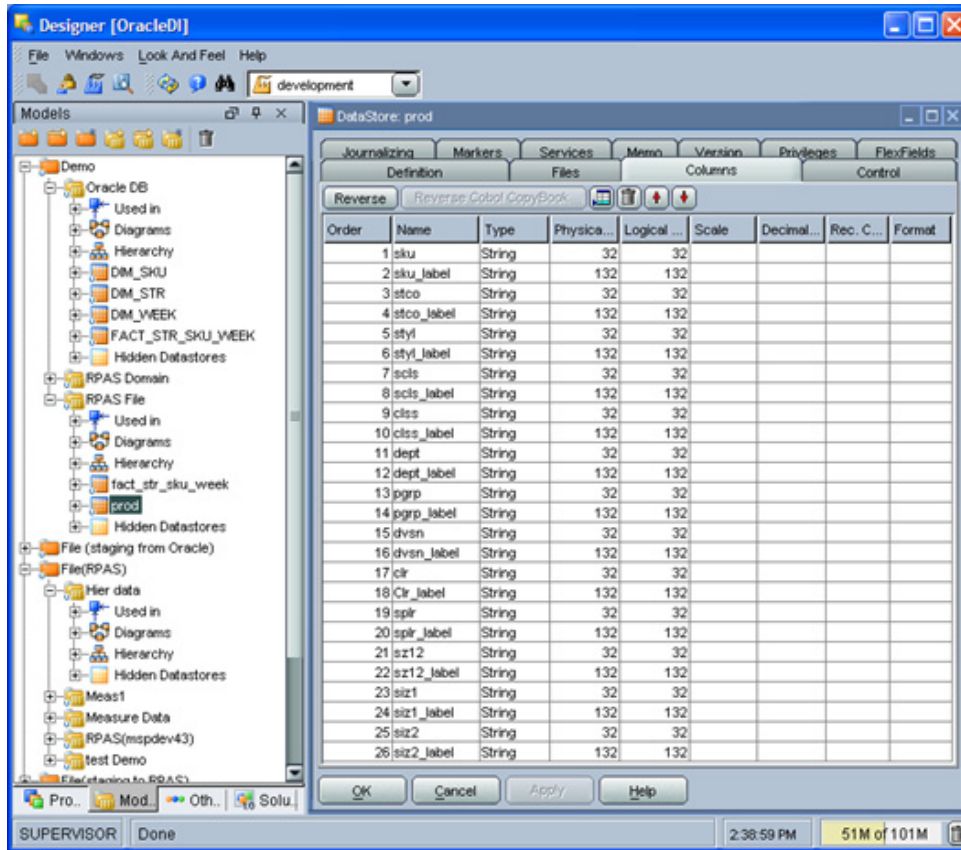 Designer [OracleDI]
File Windows Look And Feel Help
development
Models
Demo
Oracle DB
Used in
Diagrams
Hierarchy
DIM_SKU
DIM_STR
DIM_WEEK
FACT_STR_SKU_WEEK
Hidden Datastores
RPAS Domain
RPAS File
Used in
Diagrams
Hierarchy
fact_str_sku_week
prod
Hidden Datastores
File (staging from Oracle)
File(RPAS)
Hier data
Used in
Diagrams
Hierarchy
Hidden Datastores
Meas1
Measure Data
RPAS(mspdev43)
test Demo
File(staging to RPAS)
Pro... Mod.. Oth.. Solu.
DataStore: prod
Journalizing Markers Services Memo Version Privileges FlexFields
Definition Files Columns Control
Reverse Reverse Cobol CopyBook
Order Name Type Physica... Logical ... Scale Decimal... Rec. C... Format
1 sku String 32 32
2 sku_label String 132 132
3 stco String 32 32
4 stco_label String 132 132
5 styl String 32 32
6 styl_label String 132 132
7 scls String 32 32
8 scls_label String 132 132
9 clss String 32 32
10 clss_label String 132 132
11 dept String 32 32
12 dept_label String 132 132
13 pgrp String 32 32
14 pgrp_label String 132 132
15 dvsn String 32 32
16 dvsn_label String 132 132
17 clr String 32 32
18 Clr_label String 132 132
19 splr String 32 32
20 splr_label String 132 132
21 sz12 String 32 32
22 sz12_label String 132 132
23 siz1 String 32 32
24 siz1_label String 132 132
25 siz2 String 32 32
26 siz2_label String 132 132
OK Cancel Apply Help
SUPERVISOR Done 2:38:59 PM 51M of 101M